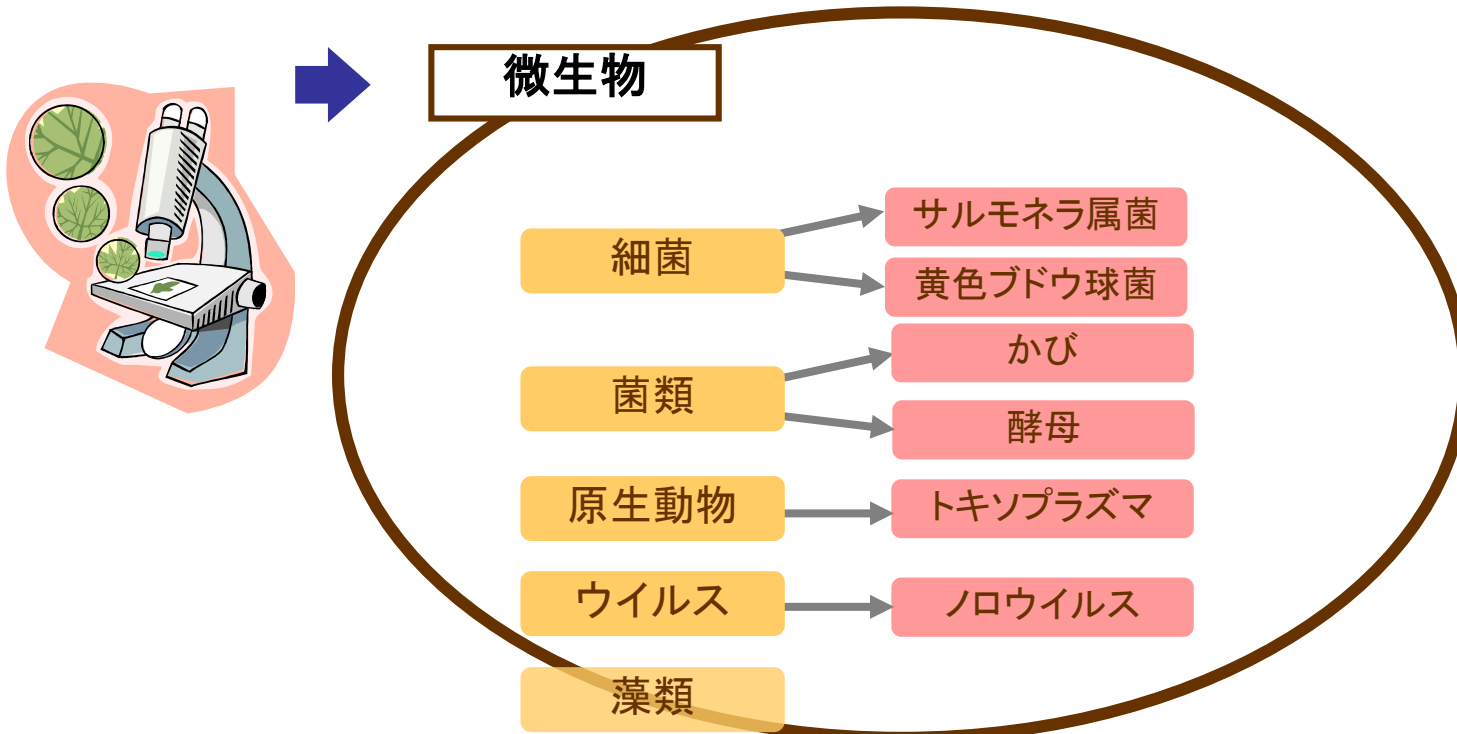 微生物
細菌
サルモネラ属菌
黄色ブドウ球菌
菌類
かび
酵母
原生動物
トキソプラズマ
ウイルス
ノロウイルス
藻類